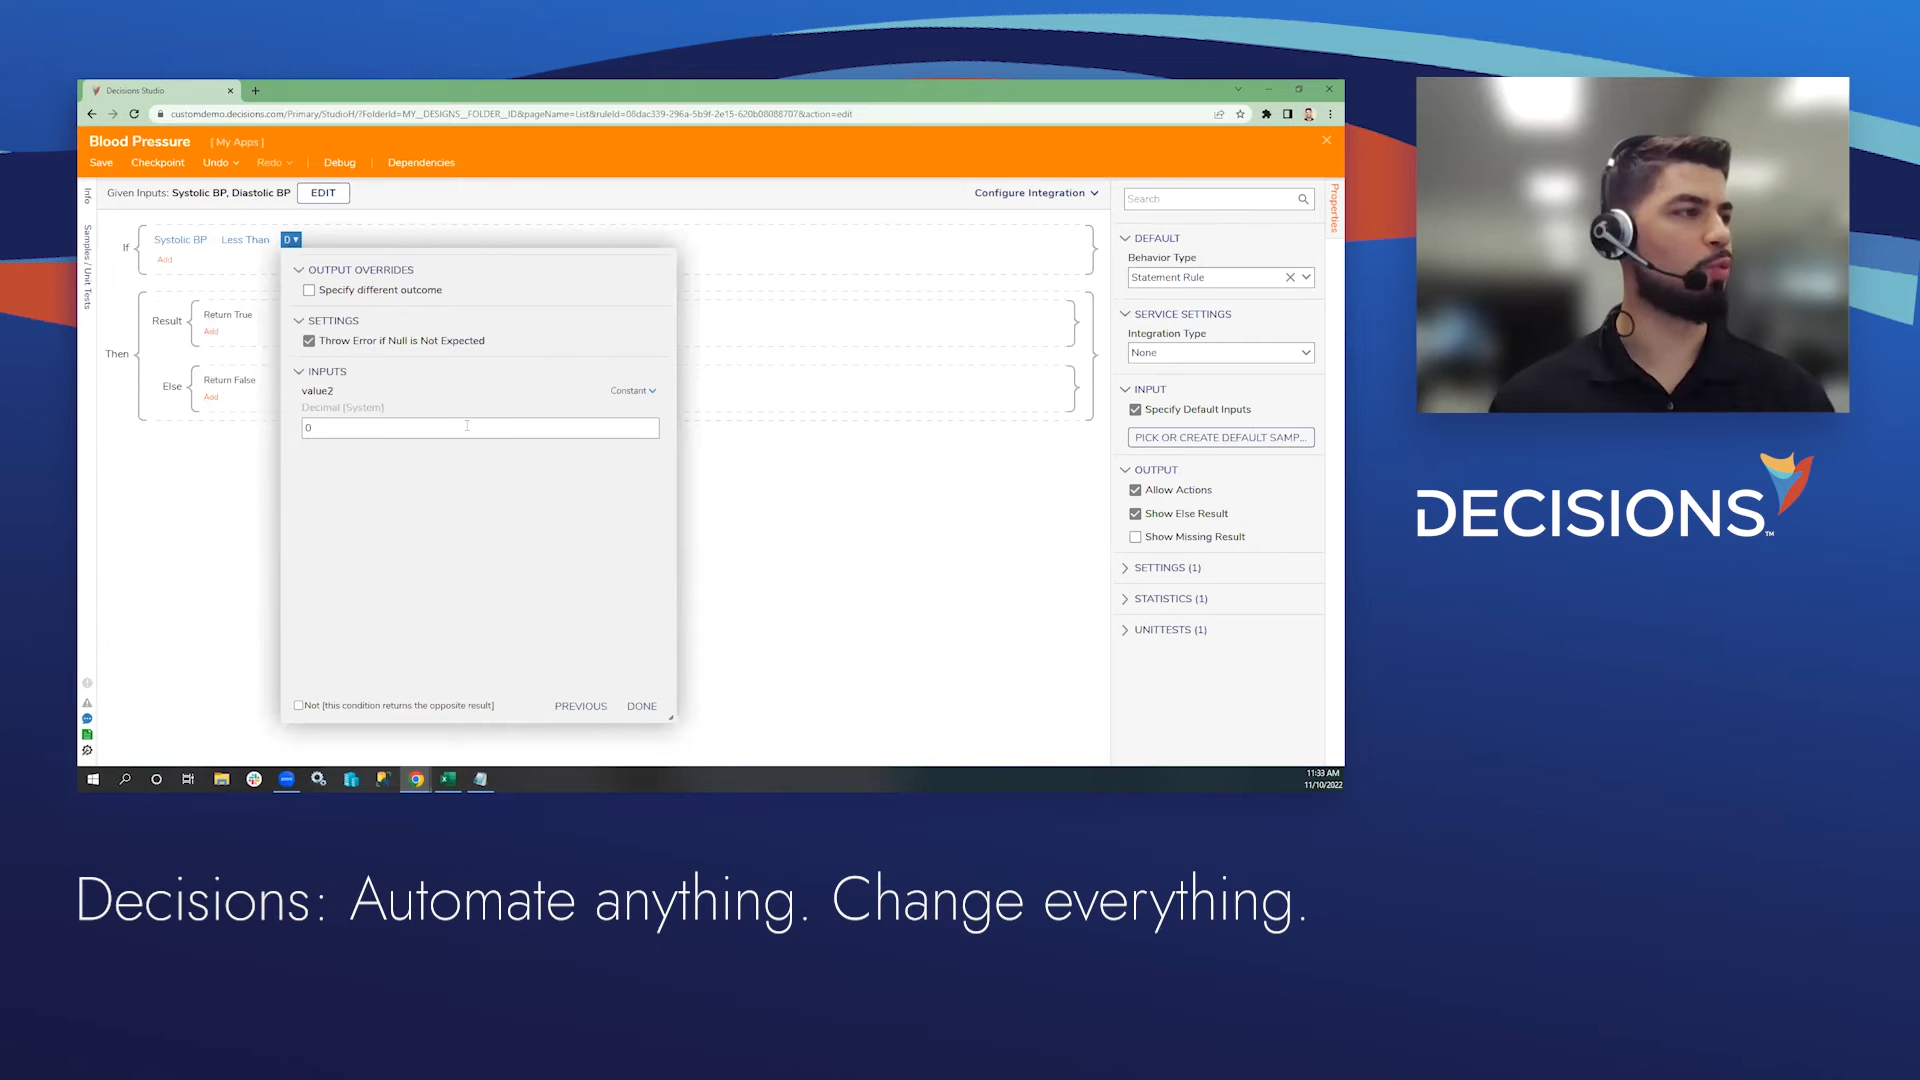 Decisions Studio
customdemo.decisions.com/Primary/StudioH/?FolderId=MY__DESIGNS__FOLDER__ID&pageName=List&ruleId=08dac339-296a-5b9f-2e15-620b08088707&action=edit
Blood Pressure [ My Apps ]
Save Checkpoint Undo Redo Debug Dependencies
Info
Samples / Unit Tests
Given Inputs: Systolic BP, Diastolic BP EDIT
Configure Integration
If
Systolic BP Less Than 0
Add
Then
Result
Return True
Add
Else
Return False
Add
OUTPUT OVERRIDES
Specify different outcome
SETTINGS
Throw Error if Null is Not Expected
INPUTS
value2 Constant
Decimal [System]
0
Not [this condition returns the opposite result] PREVIOUS DONE
Search
Properties
DEFAULT
Behavior Type
Statement Rule
SERVICE SETTINGS
Integration Type
None
INPUT
Specify Default Inputs
PICK OR CREATE DEFAULT SAMP...
OUTPUT
Allow Actions
Show Else Result
Show Missing Result
SETTINGS (1)
STATISTICS (1)
UNITTESTS (1)
11:33 AM
11/10/2022
DECISIONS™
Decisions: Automate anything. Change everything.